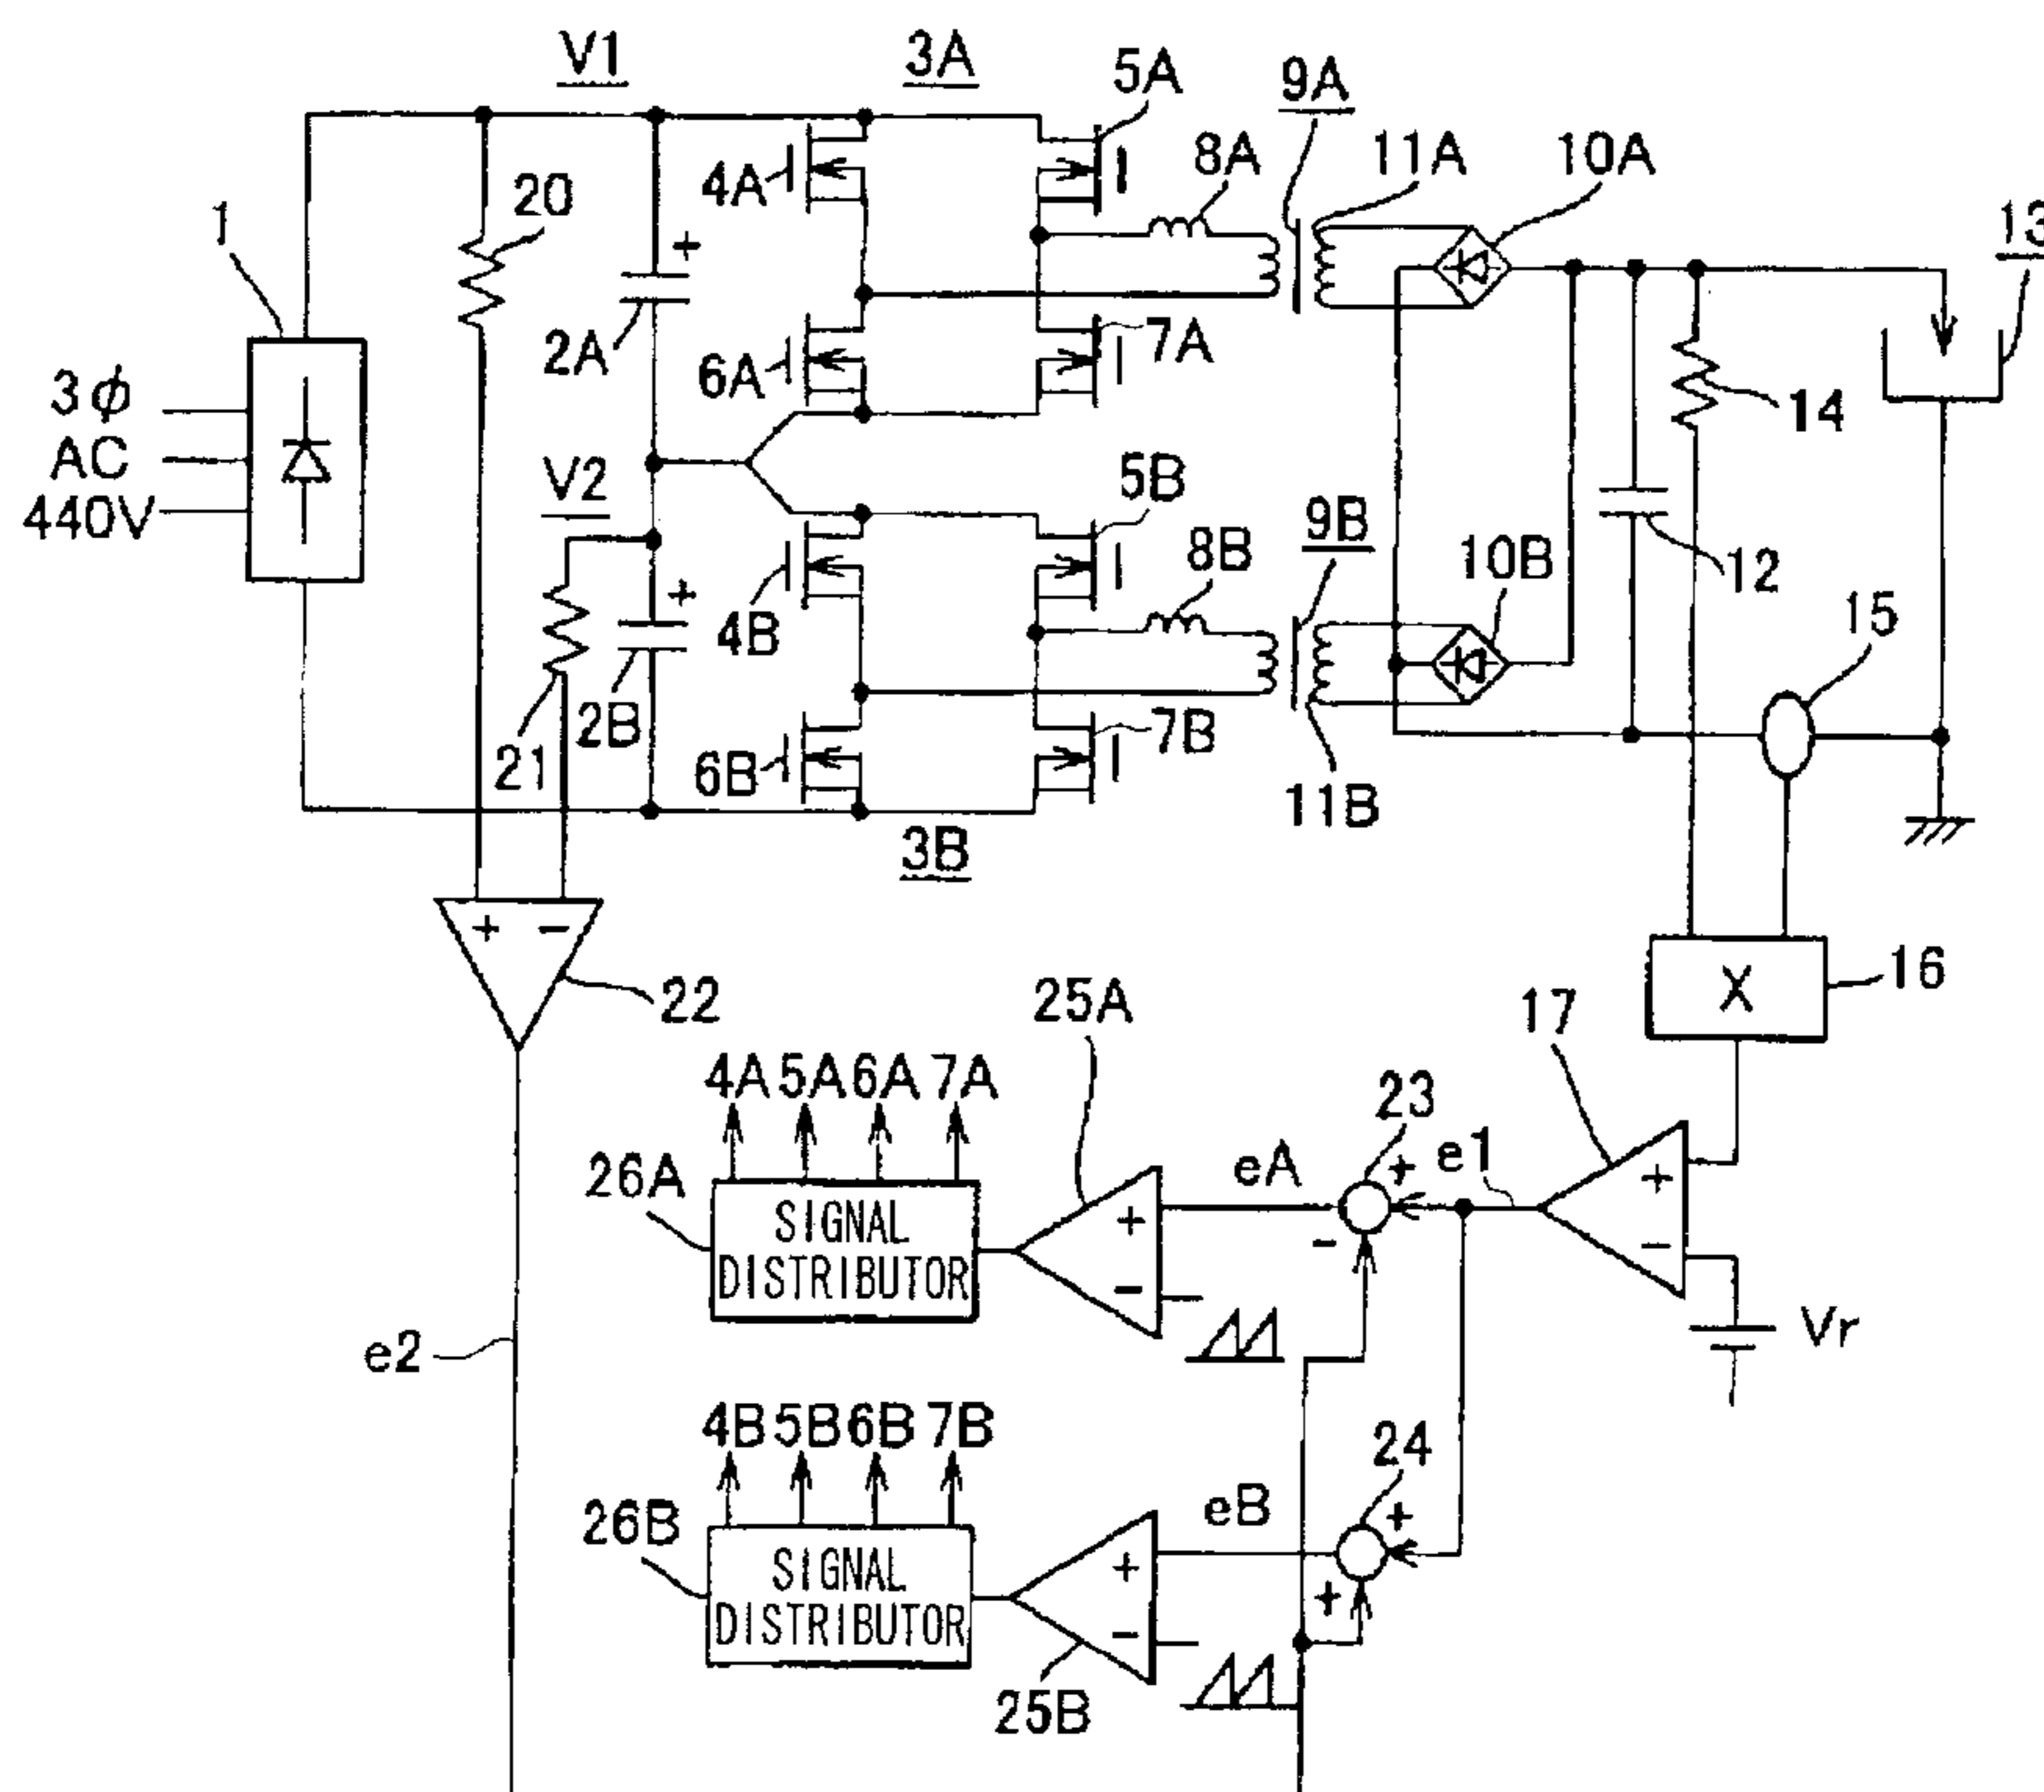 V1
3A
5A
9A
4A
8A
11A
10A
1
20
13
2A
6A
7A
14
3φ
AC
440V
V2
5B
9B
8B
10B
12
15
4B
21
2B
6B
7B
11B
3B
+
+
+ −
22
X
16
17
25A
4A 5A 6A 7A
23
26A
eA
+
e1
SIGNAL
DISTRIBUTOR
+
−
−
+
−
Vr
e2
4B 5B 6B 7B
24
26B
eB
+
SIGNAL
DISTRIBUTOR
+
−
+
25B